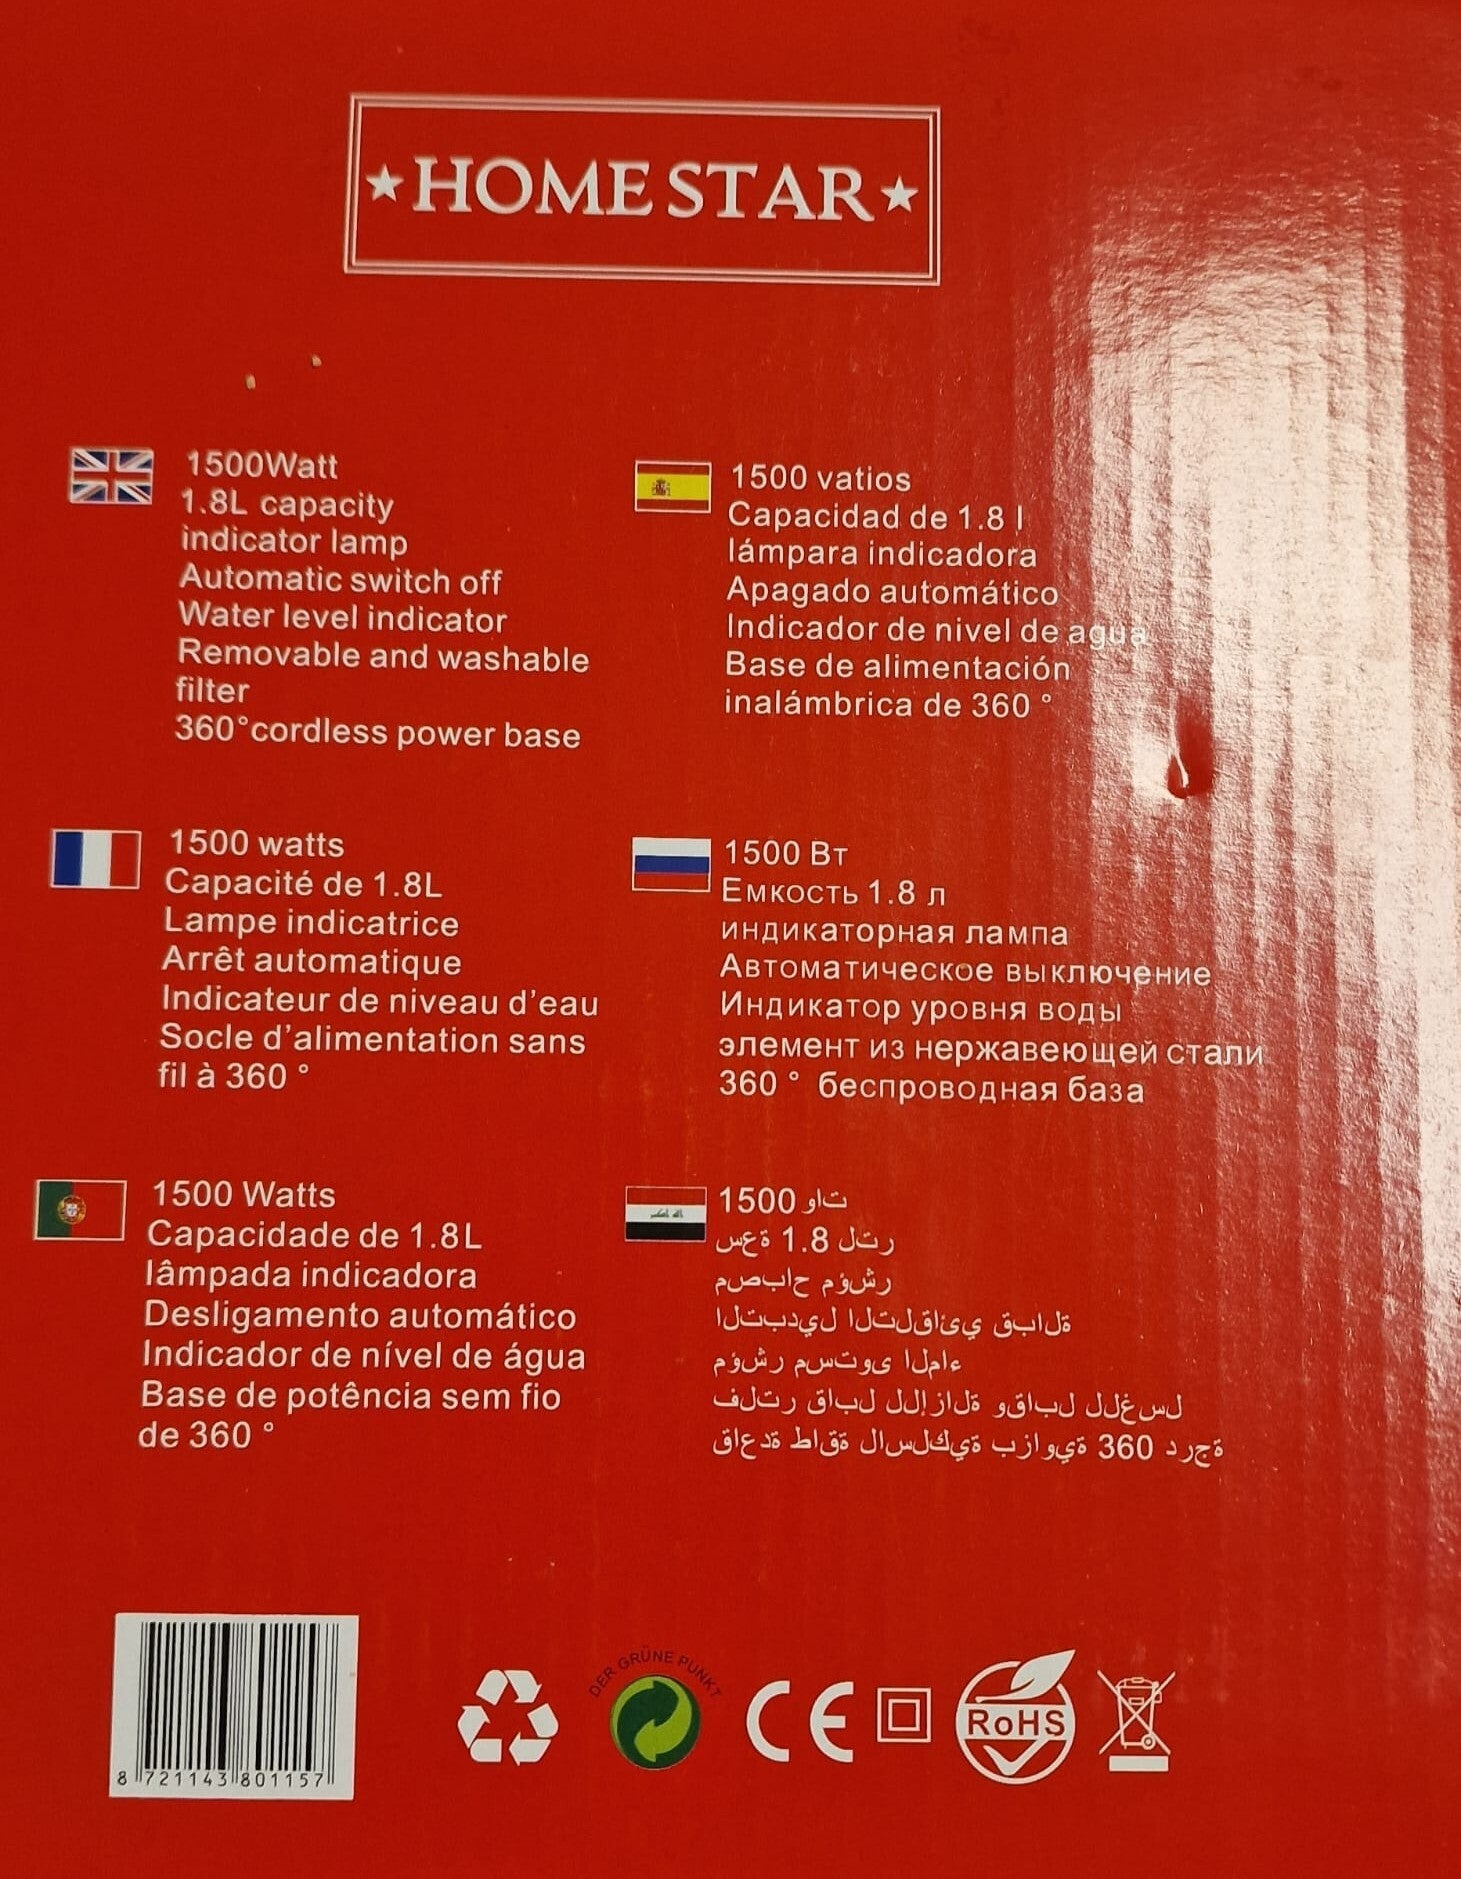 ★HOME STAR★
1500Watt
1.8L capacity
indicator lamp
Automatic switch off
Water level indicator
Removable and washable
filter
360°cordless power base
1500 vatios
Capacidad de 1.8 l
lámpara indicadora
Apagado automático
Indicador de nivel de agua
Base de alimentación
inalámbrica de 360 °
1500 watts
Capacité de 1.8L
Lampe indicatrice
Arrêt automatique
Indicateur de niveau d’eau
Socle d’alimentation sans
fil à 360 °
1500 Вт
Емкость 1.8 л
индикаторная лампа
Автоматическое выключение
Индикатор уровня воды
элемент из нержавеющей стали
360 ° беспроводная база
1500 Watts
Capacidade de 1.8L
lâmpada indicadora
Desligamento automático
Indicador de nível de água
Base de potência sem fio
de 360 °
1500 وات
سعة 1.8 لتر
مصباح مؤشر
التبديل التلقائي قبالة
مؤشر مستوى الماء
فلتر قابل للإزالة وقابل للغسل
قاعدة طاقة لاسلكية بزاوية 360 درجة
8 721143 801157
DER GRÜNE PUNKT
CE
RoHS